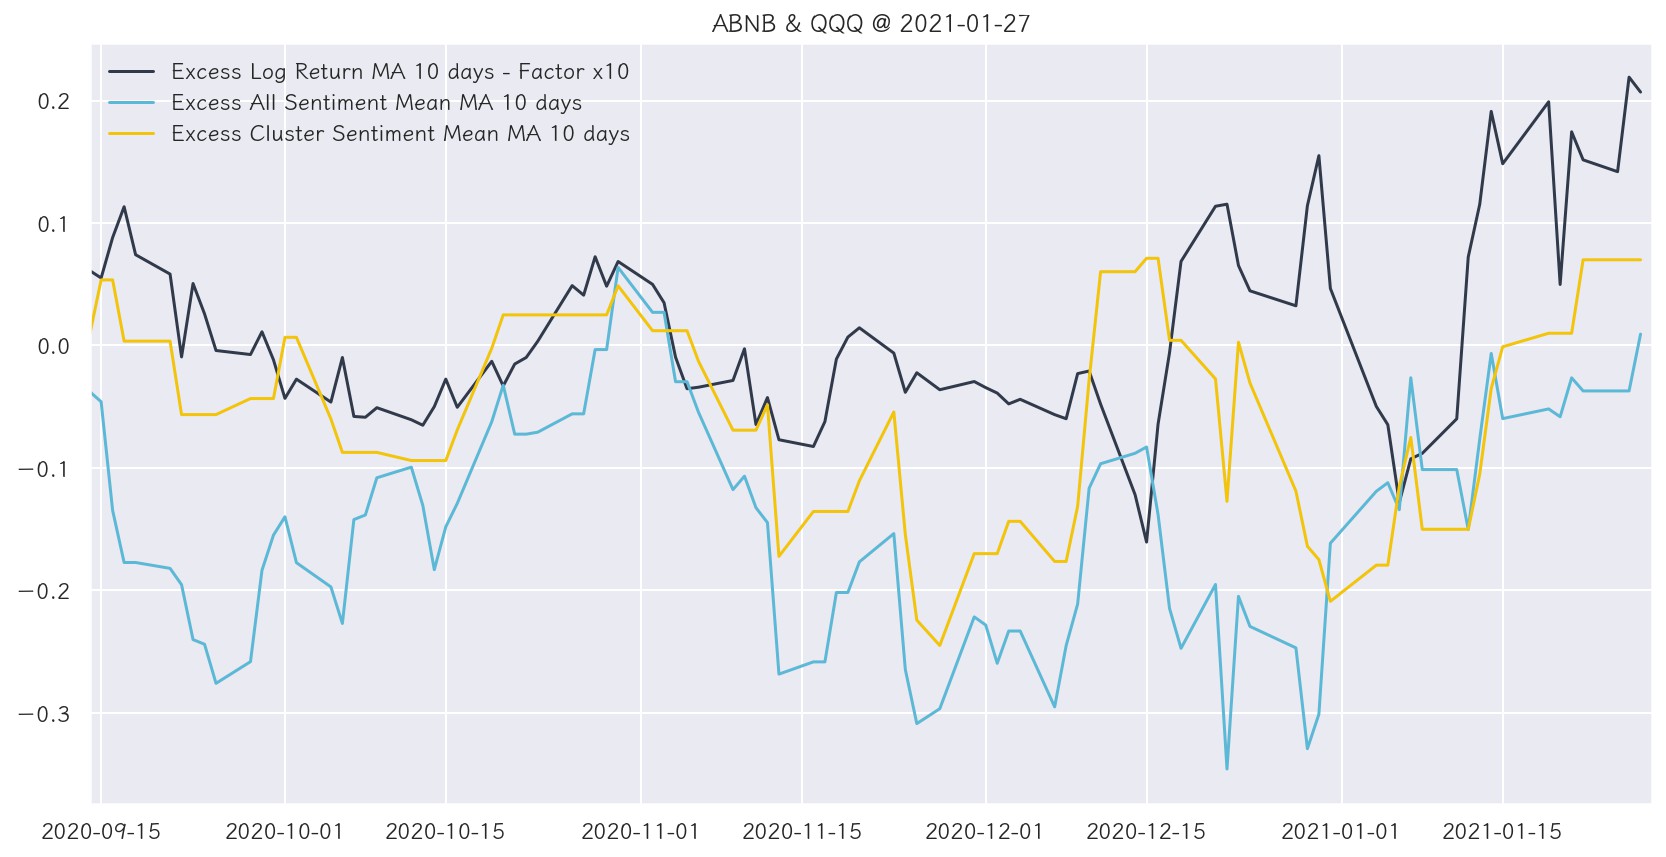 ABNB & QQQ @ 2021-01-27
Excess Log Return MA 10 days - Factor x10
Excess All Sentiment Mean MA 10 days
Excess Cluster Sentiment Mean MA 10 days
0.2
0.1
0.0
−0.1
−0.2
−0.3
2020-09-15 2020-10-01 2020-10-15 2020-11-01 2020-11-15 2020-12-01 2020-12-15 2021-01-01 2021-01-15